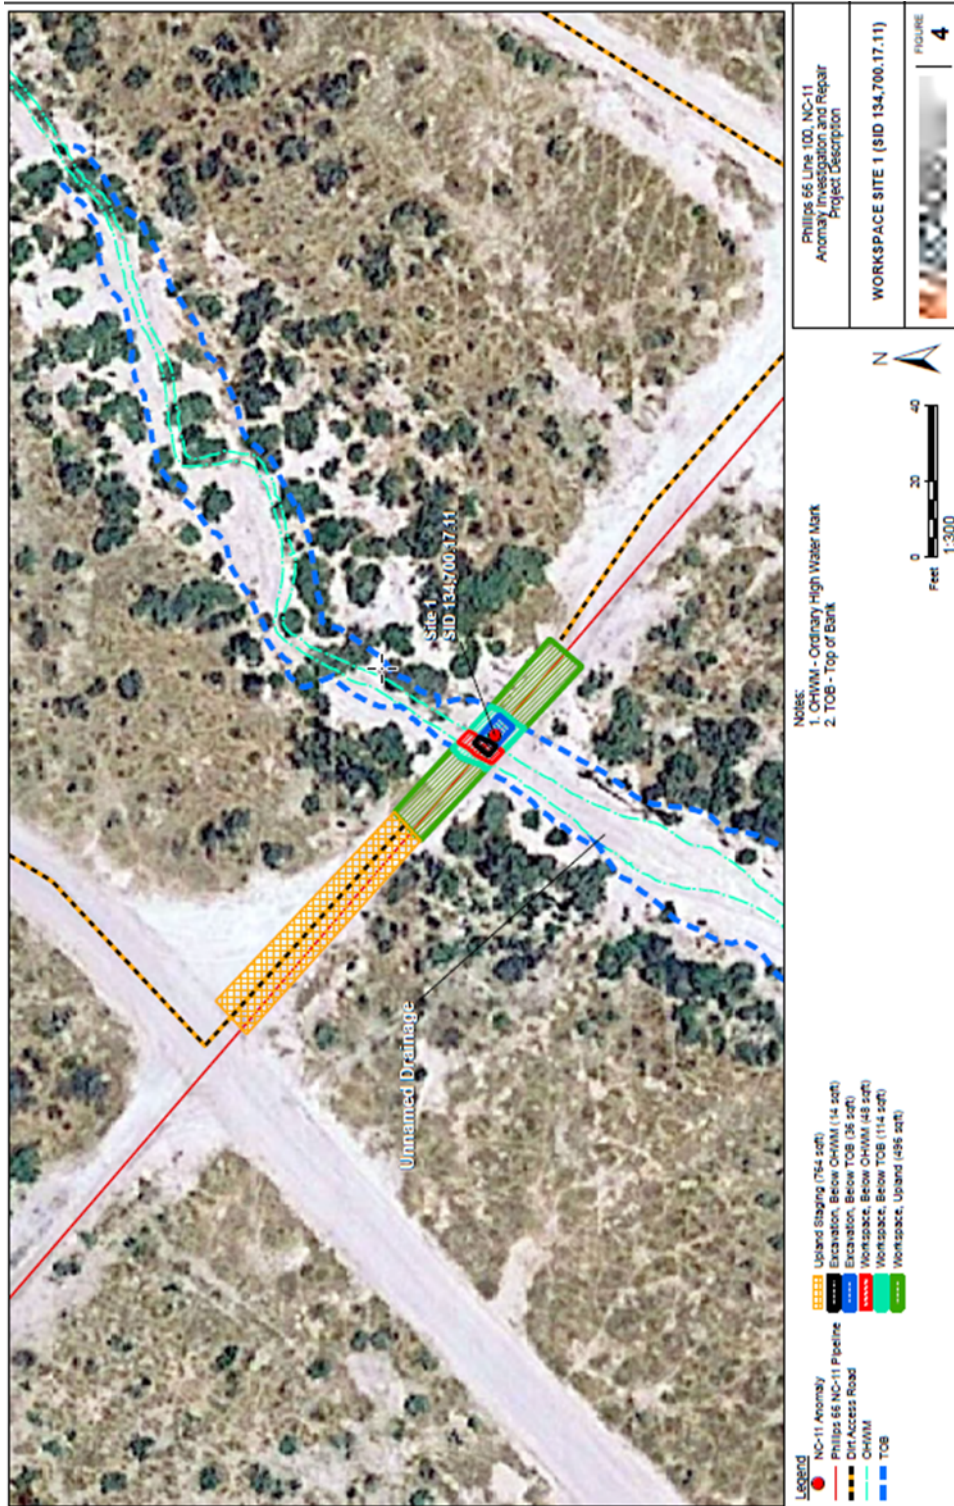 Site 1,
SID 134,700.17.11
Unnamed Drainage
Legend
NC-11 Anomaly
Phillips 66 NC-11 Pipeline
Dirt Access Road
OHWM
TOB
Upland Staging (764 sqft)
Excavation, Below OHWM (14 sqft)
Excavation, Below TOB (36 sqft)
Workspace, Below OHWM (48 sqft)
Workspace, Below TOB (114 sqft)
Workspace, Upland (496 sqft)
Notes:
1. OHWM - Ordinary High Water Mark
2. TOB - Top of Bank
0 20 40
Feet
1:300
N
Phillips 66 Line 100, NC-11
Anomaly Investigation and Repair
Project Description
WORKSPACE SITE 1 (SID 134,700.17.11)
FIGURE
4